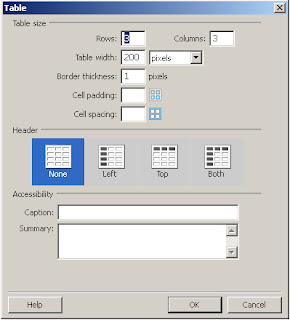 Table
Table size
Rows: 3 Columns: 3
Table width: 200 pixels
Border thickness: 1 pixels
Cell padding:
Cell spacing:
Header
None Left Top Both
Accessibility
Caption:
Summary:
Help OK Cancel